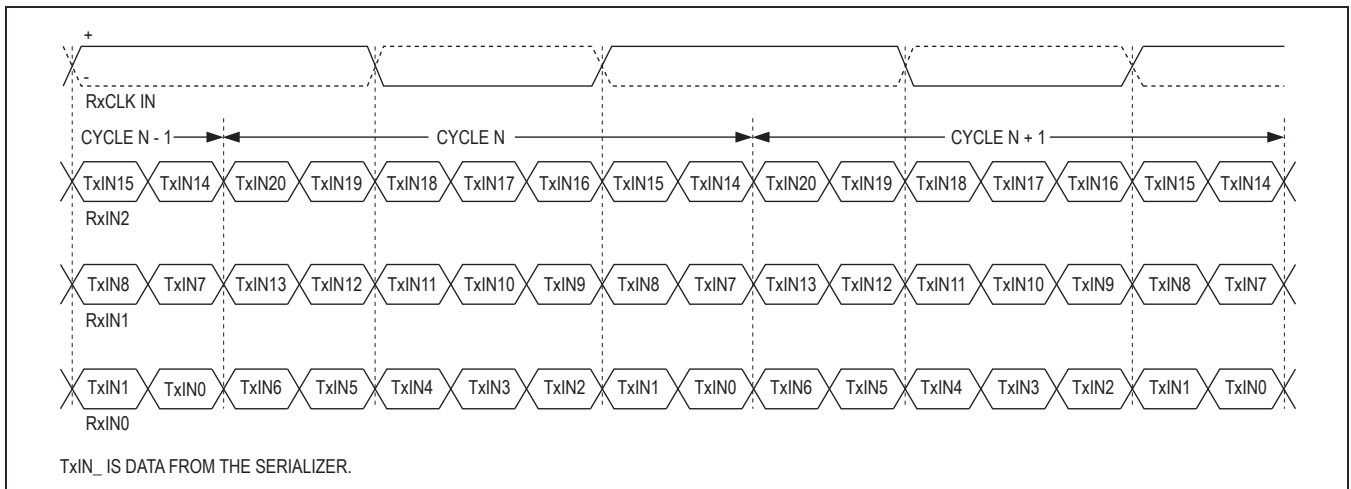 +
-
RxCLK IN
CYCLE N - 1 CYCLE N CYCLE N + 1
TxIN15 TxIN14 TxIN20 TxIN19 TxIN18 TxIN17 TxIN16 TxIN15 TxIN14 TxIN20 TxIN19 TxIN18 TxIN17 TxIN16 TxIN15 TxIN14
RxIN2
TxIN8 TxIN7 TxIN13 TxIN12 TxIN11 TxIN10 TxIN9 TxIN8 TxIN7 TxIN13 TxIN12 TxIN11 TxIN10 TxIN9 TxIN8 TxIN7
RxIN1
TxIN1 TxIN0 TxIN6 TxIN5 TxIN4 TxIN3 TxIN2 TxIN1 TxIN0 TxIN6 TxIN5 TxIN4 TxIN3 TxIN2 TxIN1 TxIN0
RxIN0
TxIN_ IS DATA FROM THE SERIALIZER.